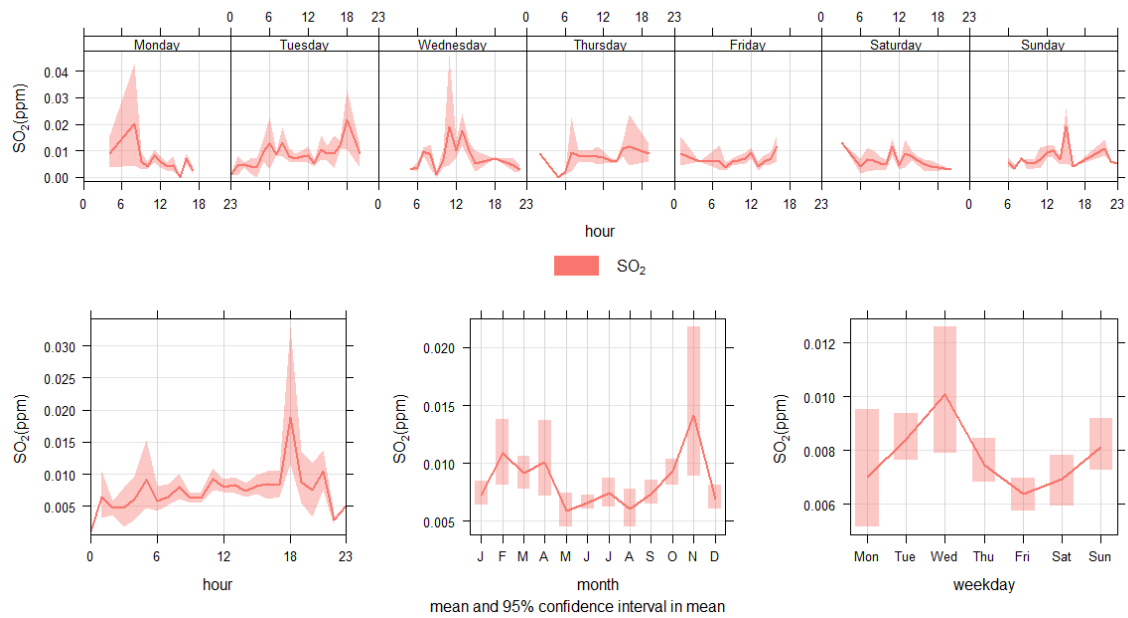 0 6 12 18 23 0 6 12 18 23 0 6 12 18 23
Monday Tuesday Wednesday Thursday Friday Saturday Sunday
SO₂(ppm)
0.04
0.03
0.02
0.01
0.00
0 6 12 18 23 0 6 12 18 23 0 6 12 18 23 0 6 12 18 23
hour
SO₂
SO₂(ppm)
0.030
0.025
0.020
0.015
0.010
0.005
0 6 12 18 23
hour
SO₂(ppm)
0.020
0.015
0.010
0.005
J F M A M J J A S O N D
month
SO₂(ppm)
0.012
0.010
0.008
0.006
Mon Tue Wed Thu Fri Sat Sun
weekday
mean and 95% confidence interval in mean